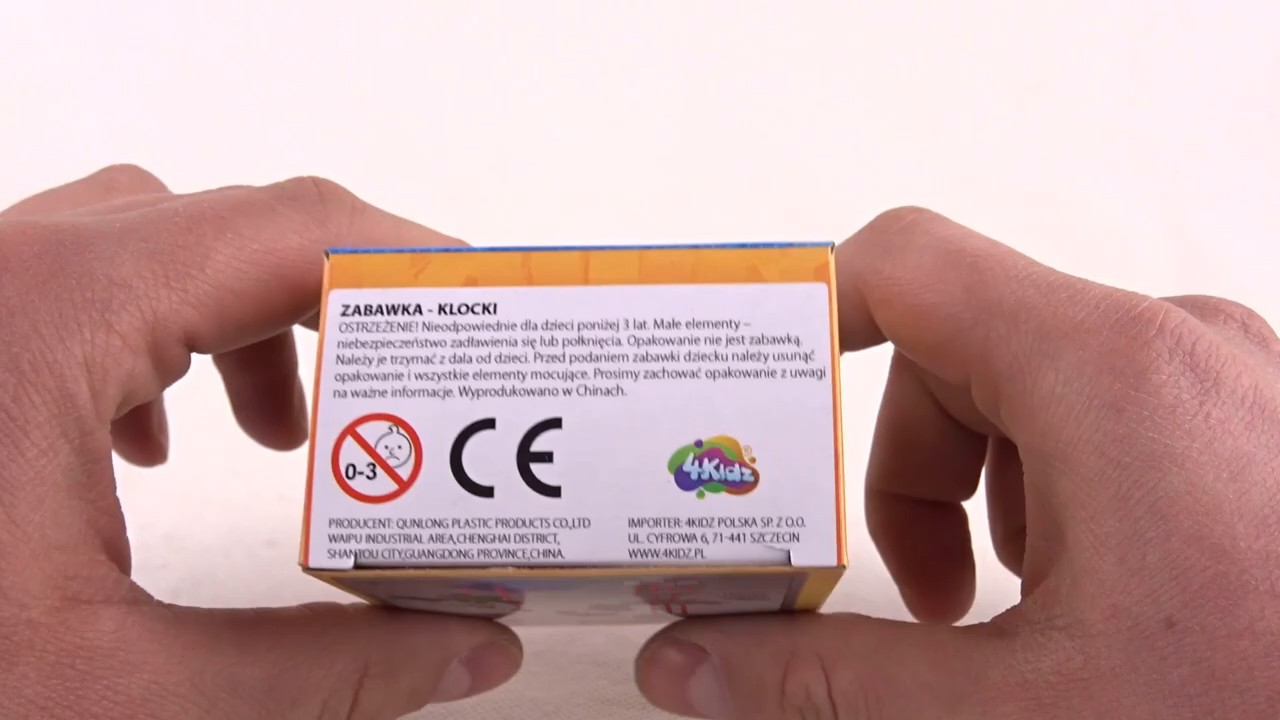 ZABAWKA - KLOCKI
OSTRZEŻENIE! Nieodpowiednie dla dzieci poniżej 3 lat. Małe elementy –
niebezpieczeństwo zadławienia się lub połknięcia. Opakowanie nie jest zabawką.
Należy je trzymać z dala od dzieci. Przed podaniem zabawki dziecku należy usunąć
opakowanie i wszystkie elementy mocujące. Prosimy zachować opakowanie z uwagi
na ważne informacje. Wyprodukowano w Chinach.
0-3
CE
4Kidz
PRODUCENT: QUNLONG PLASTIC PRODUCTS CO.,LTD
WAIPU INDUSTRIAL AREA,CHENGHAI DISTRICT,
SHANTOU CITY,GUANGDONG PROVINCE,CHINA.
IMPORTER: 4KIDZ POLSKA SP. Z O.O.
UL. CYFROWA 6, 71-441 SZCZECIN
WWW.4KIDZ.PL